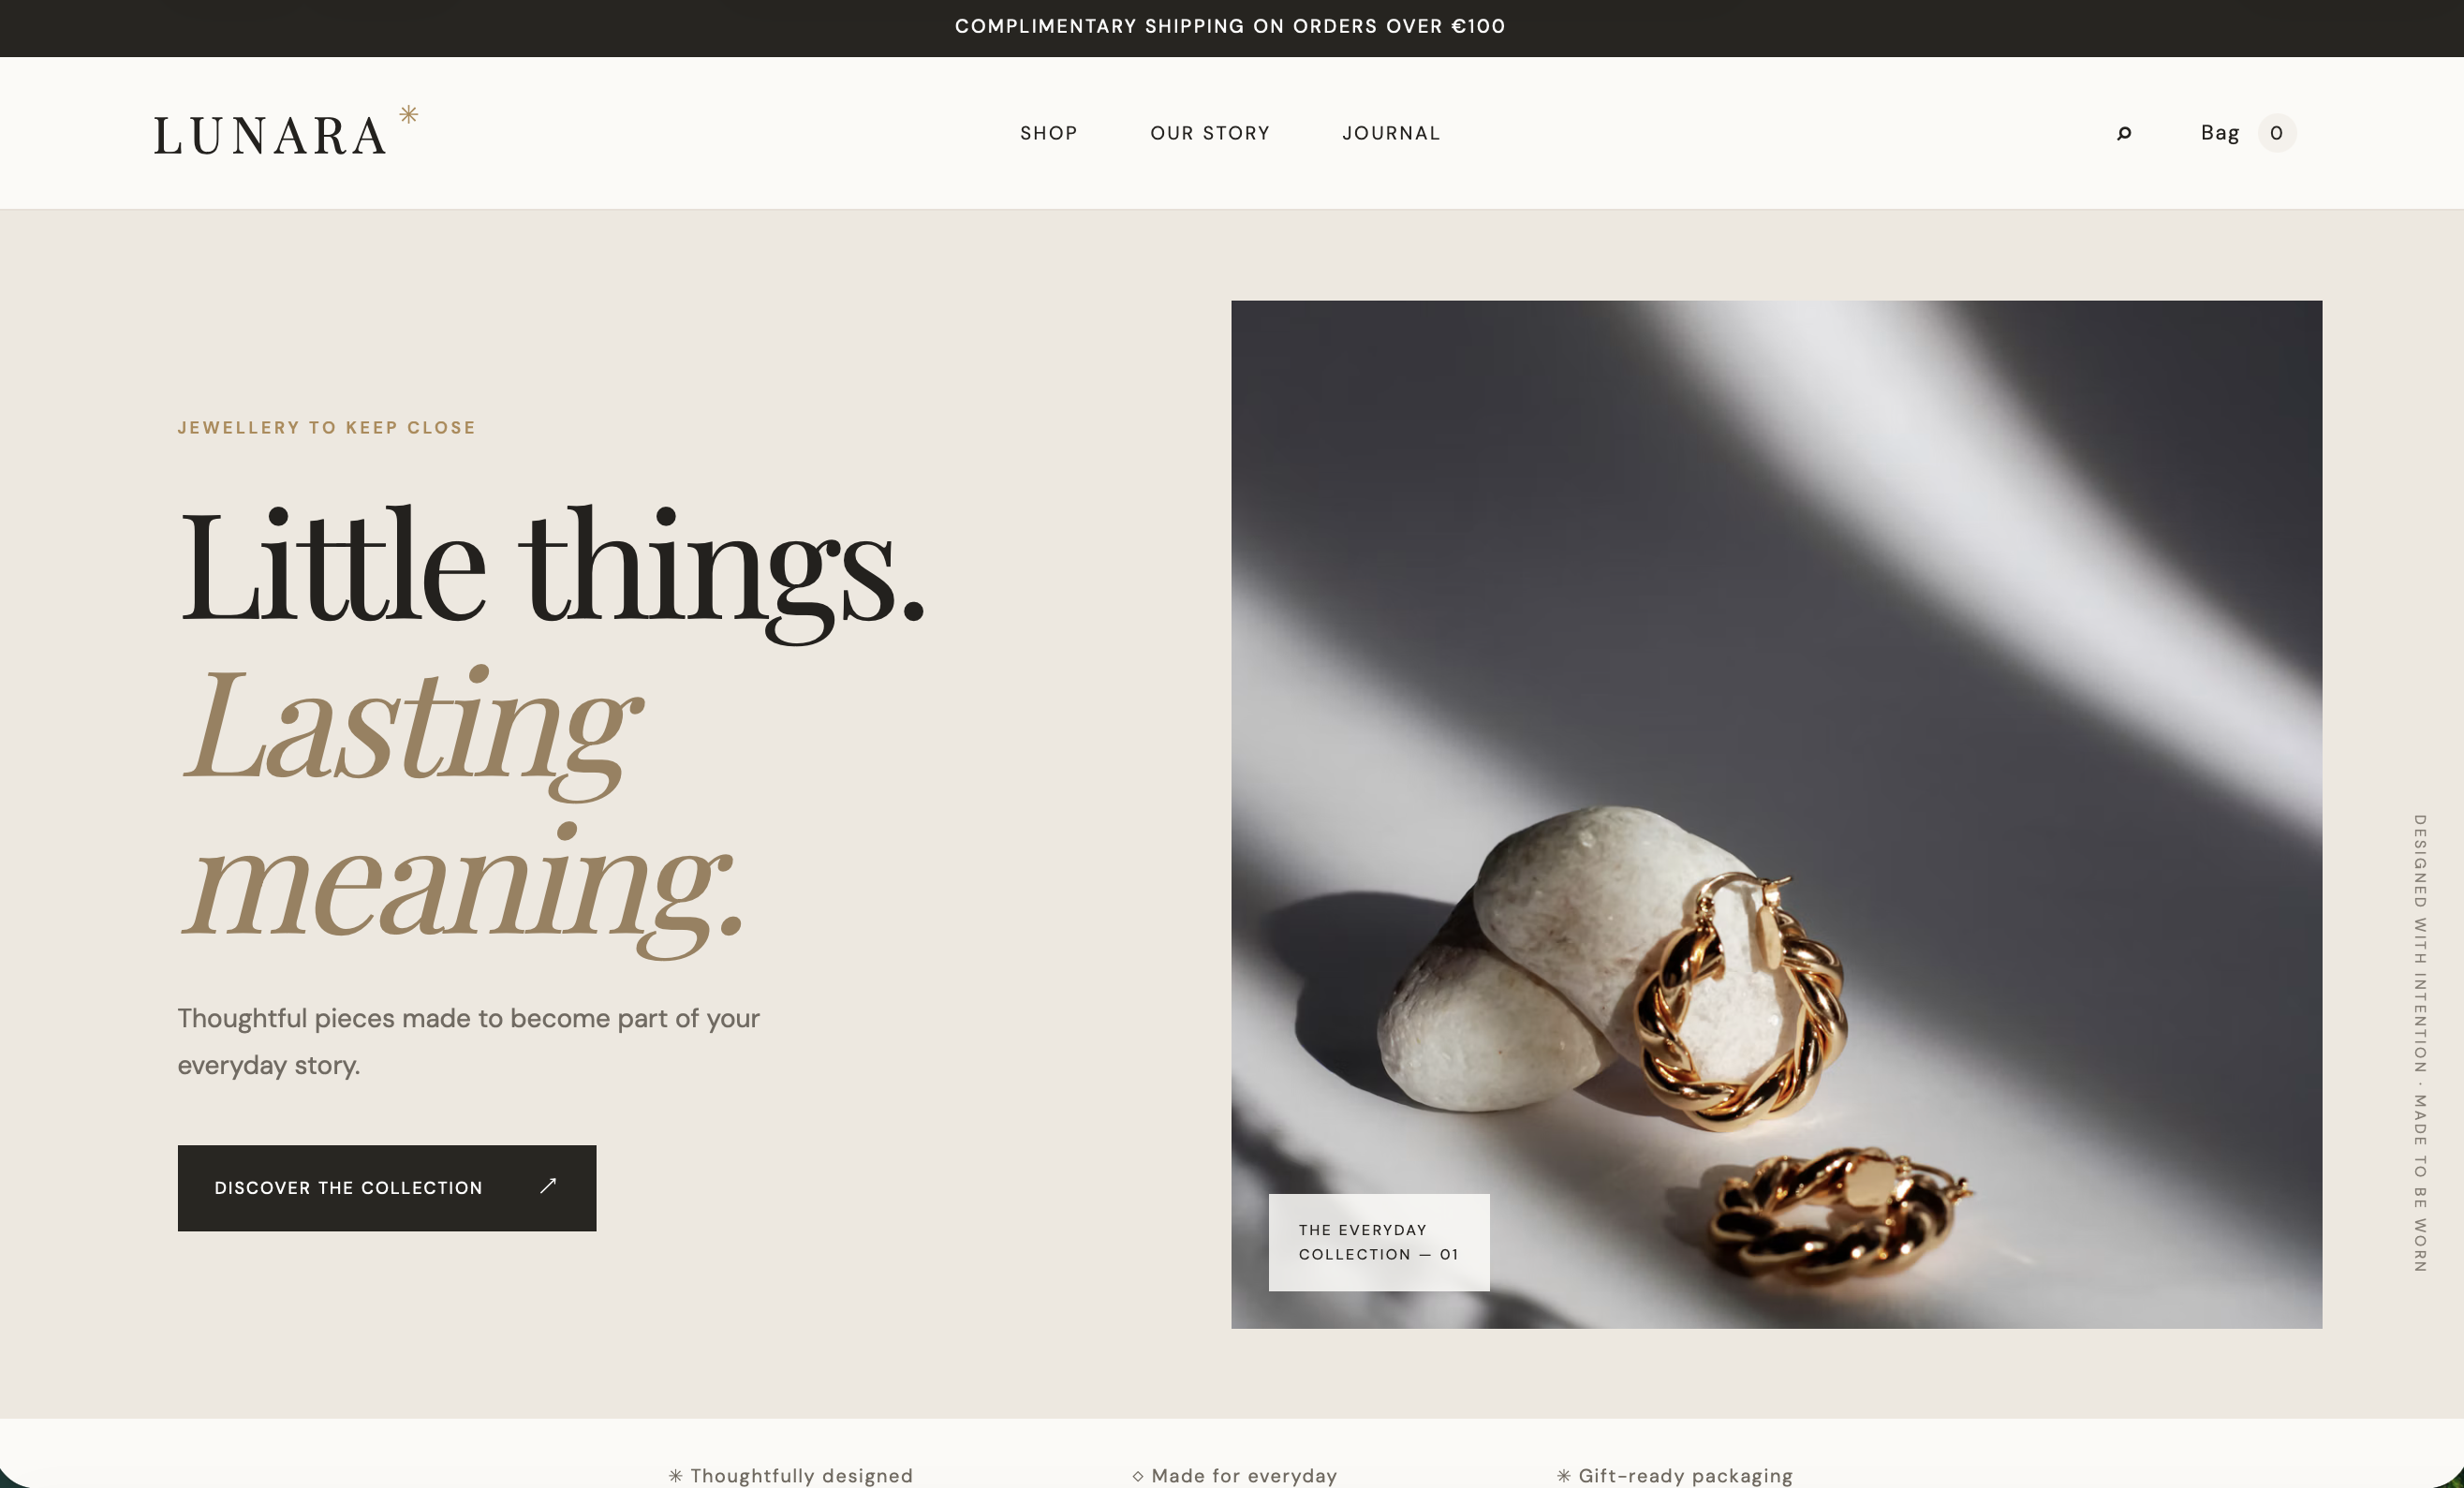 COMPLIMENTARY SHIPPING ON ORDERS OVER €100
LUNARA
SHOP
OUR STORY
JOURNAL
Bag 0
JEWELLERY TO KEEP CLOSE
Little things.
Lasting
meaning.
Thoughtful pieces made to become part of your
everyday story.
DISCOVER THE COLLECTION
THE EVERYDAY
COLLECTION — 01
DESIGNED WITH INTENTION · MADE TO BE WORN
Thoughtfully designed
Made for everyday
Gift-ready packaging